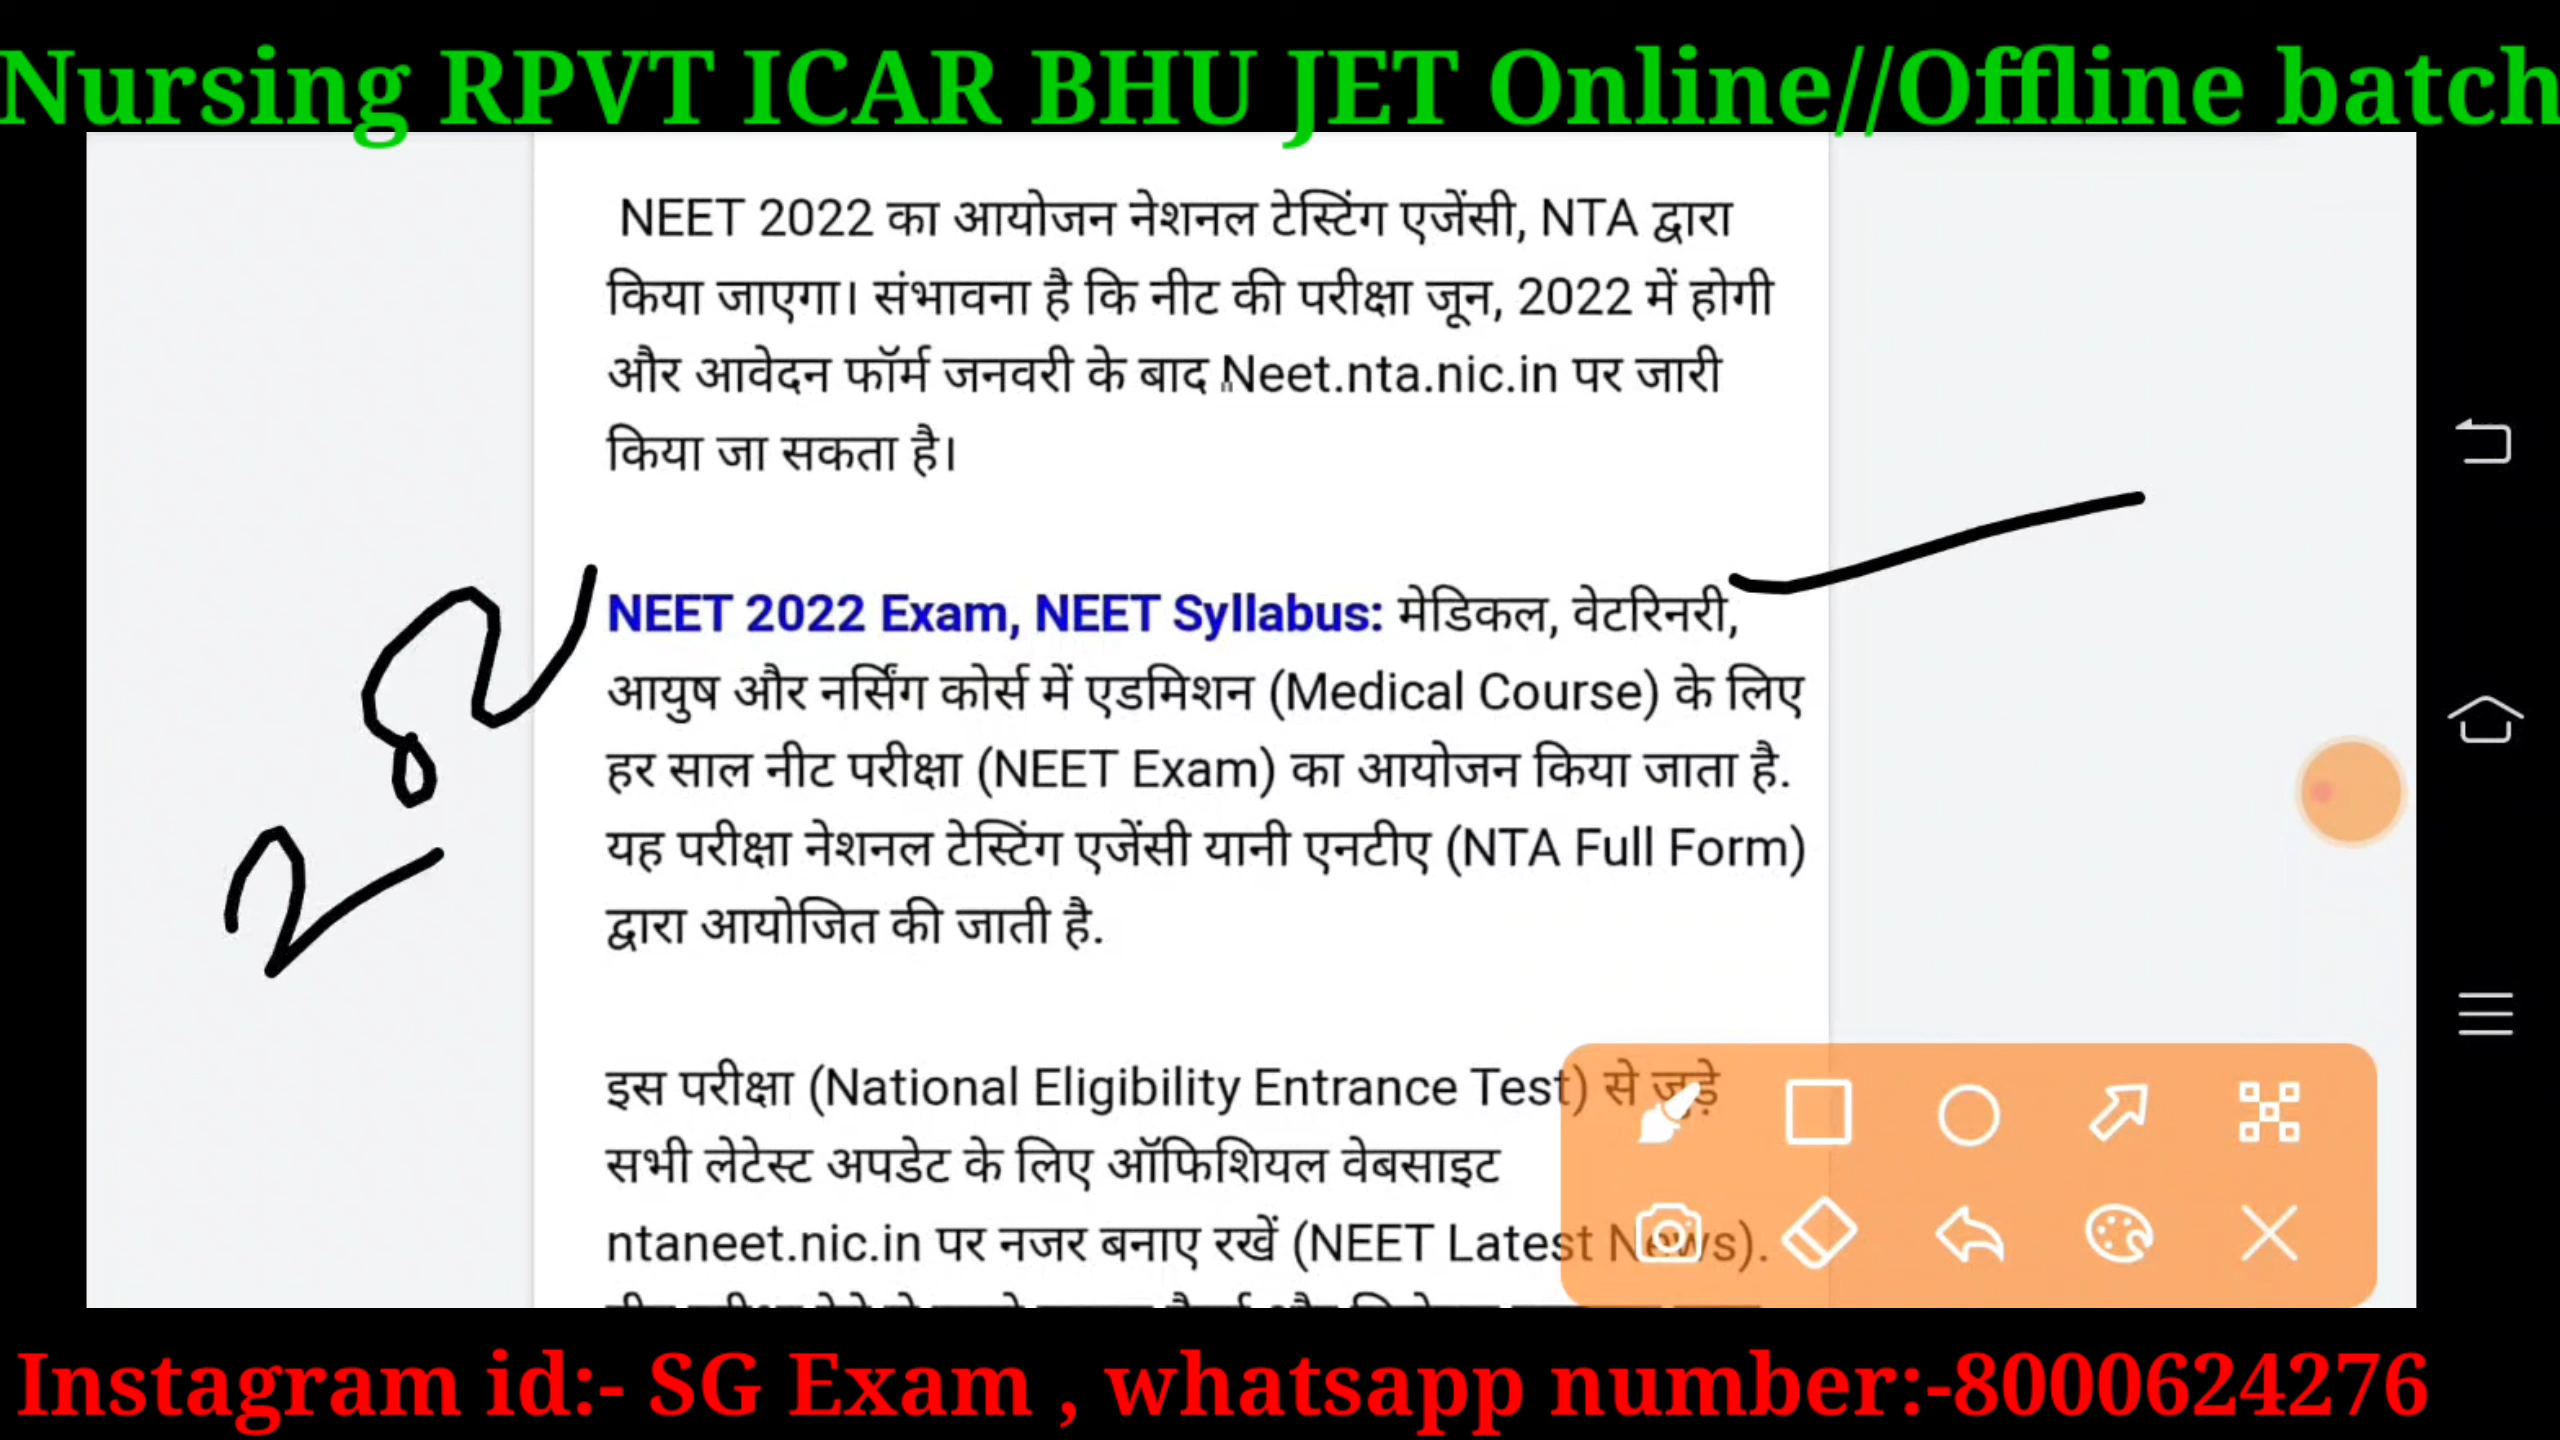 Nursing RPVT ICAR BHU JET Online//Offline batch
NEET 2022 का आयोजन नेशनल टेस्टिंग एजेंसी, NTA द्वारा
किया जाएगा। संभावना है कि नीट की परीक्षा जून, 2022 में होगी
और आवेदन फॉर्म जनवरी के बाद Neet.nta.nic.in पर जारी
किया जा सकता है।
NEET 2022 Exam, NEET Syllabus: मेडिकल, वेटरिनरी,
आयुष और नर्सिंग कोर्स में एडमिशन (Medical Course) के लिए
हर साल नीट परीक्षा (NEET Exam) का आयोजन किया जाता है.
यह परीक्षा नेशनल टेस्टिंग एजेंसी यानी एनटीए (NTA Full Form)
द्वारा आयोजित की जाती है.
इस परीक्षा (National Eligibility Entrance Test) से जुड़े
सभी लेटेस्ट अपडेट के लिए ऑफिशियल वेबसाइट
ntaneet.nic.in पर नजर बनाए रखें (NEET Latest News).
Instagram id:- SG Exam , whatsapp number:-8000624276